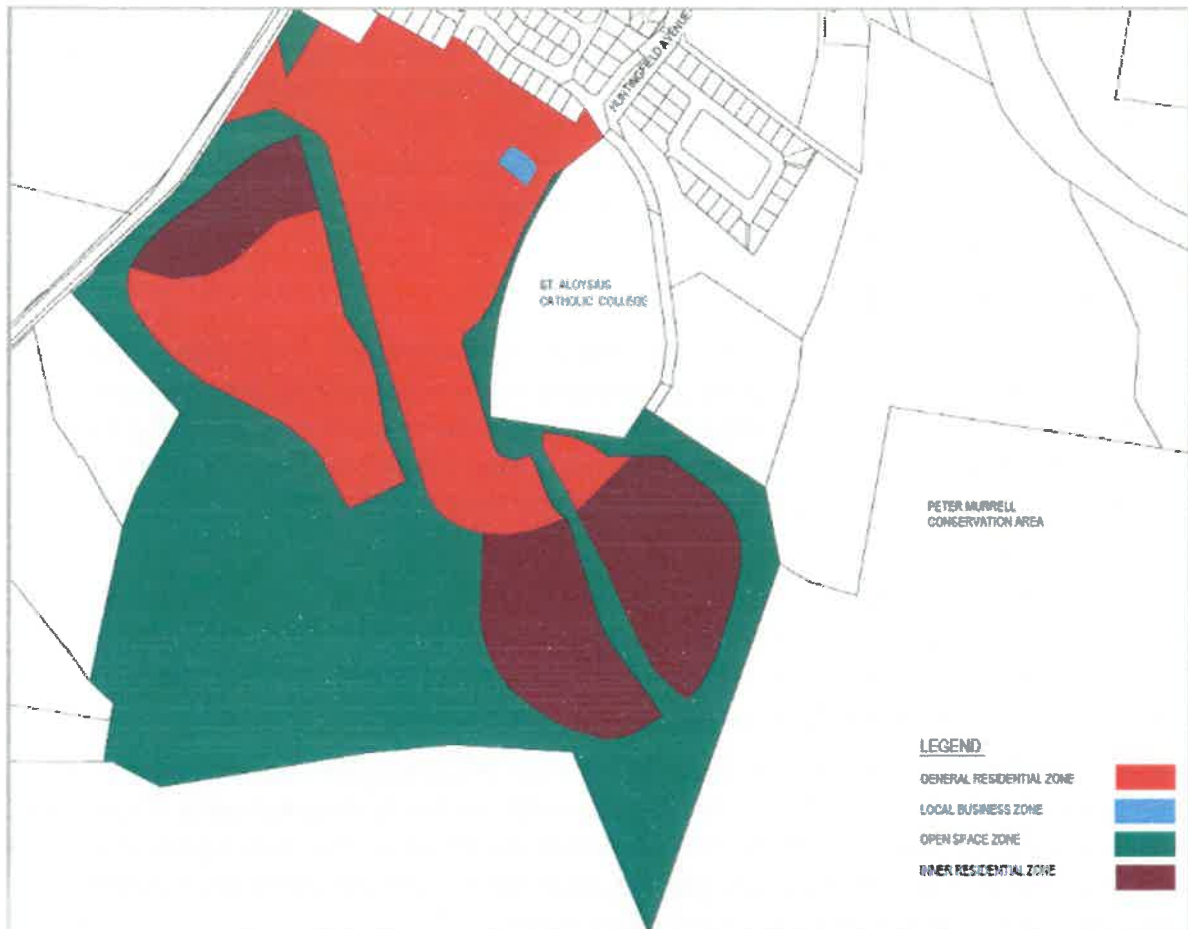 HUNTINGFIELD AVENUE
ST. ALOYSIUS
CATHOLIC COLLEGE
PETER MURRELL
CONSERVATION AREA
LEGEND
GENERAL RESIDENTIAL ZONE
LOCAL BUSINESS ZONE
OPEN SPACE ZONE
INNER RESIDENTIAL ZONE